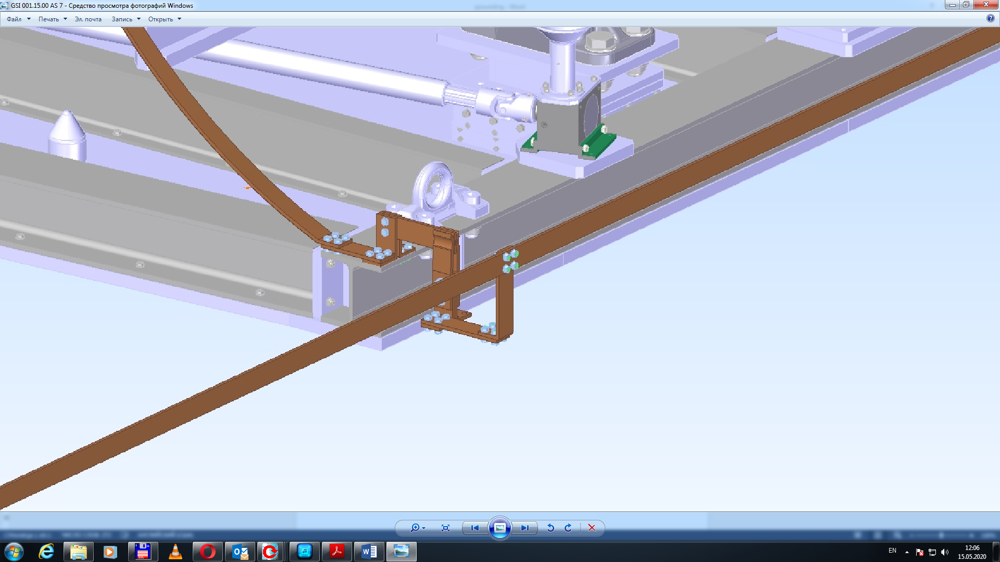 GSI 001.15.00 AS 7 - Средство просмотра фотографий Windows
Файл Печать Эл. почта Запись Открыть
EN 12:06
15.05.2020